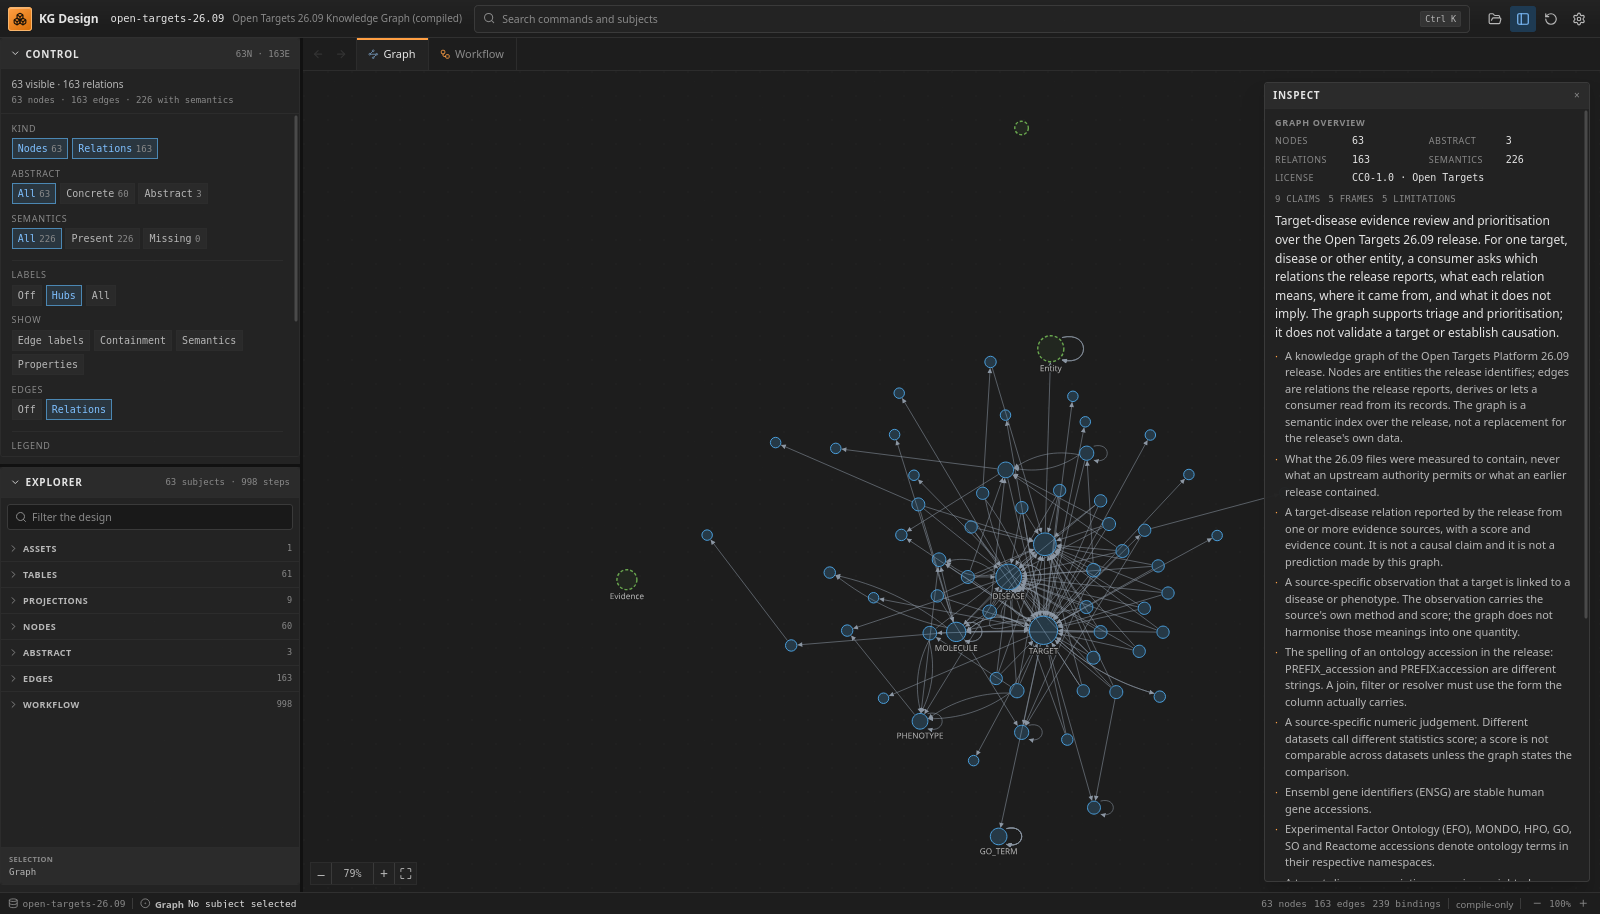 KG Design open-targets-26.09 Open Targets 26.09 Knowledge Graph (compiled)
Search commands and subjects Ctrl K
CONTROL 63N · 163E
63 visible · 163 relations
63 nodes · 163 edges · 226 with semantics
KIND
Nodes 63 Relations 163
ABSTRACT
All 63 Concrete 60 Abstract 3
SEMANTICS
All 226 Present 226 Missing 0
LABELS
Off Hubs All
SHOW
Edge labels Containment Semantics
Properties
EDGES
Off Relations
LEGEND
EXPLORER 63 subjects · 998 steps
Filter the design
ASSETS 1
TABLES 61
PROJECTIONS 9
NODES 60
ABSTRACT 3
EDGES 163
WORKFLOW 998
SELECTION
Graph
Graph Workflow
Entity
Evidence
DISEASE
MOLECULE
TARGET
PHENOTYPE
GO_TERM
– 79% +
INSPECT ×
GRAPH OVERVIEW
NODES 63 ABSTRACT 3
RELATIONS 163 SEMANTICS 226
LICENSE CC0-1.0 · Open Targets
9 CLAIMS 5 FRAMES 5 LIMITATIONS
Target-disease evidence review and prioritisation
over the Open Targets 26.09 release. For one target,
disease or other entity, a consumer asks which
relations the release reports, what each relation
means, where it came from, and what it does not
imply. The graph supports triage and prioritisation;
it does not validate a target or establish causation.
· A knowledge graph of the Open Targets Platform 26.09
release. Nodes are entities the release identifies; edges
are relations the release reports, derives or lets a
consumer read from its records. The graph is a
semantic index over the release, not a replacement for
the release's own data.
· What the 26.09 files were measured to contain, never
what an upstream authority permits or what an earlier
release contained.
· A target-disease relation reported by the release from
one or more evidence sources, with a score and
evidence count. It is not a causal claim and it is not a
prediction made by this graph.
· A source-specific observation that a target is linked to a
disease or phenotype. The observation carries the
source's own method and score; the graph does not
harmonise those meanings into one quantity.
· The spelling of an ontology accession in the release:
PREFIX_accession and PREFIX:accession are different
strings. A join, filter or resolver must use the form the
column actually carries.
· A source-specific numeric judgement. Different
datasets call different statistics score; a score is not
comparable across datasets unless the graph states the
comparison.
· Ensembl gene identifiers (ENSG) are stable human
gene accessions.
· Experimental Factor Ontology (EFO), MONDO, HPO, GO,
SO and Reactome accessions denote ontology terms in
their respective namespaces.
open-targets-26.09 Graph No subject selected
63 nodes 163 edges 239 bindings compile-only – 100% +